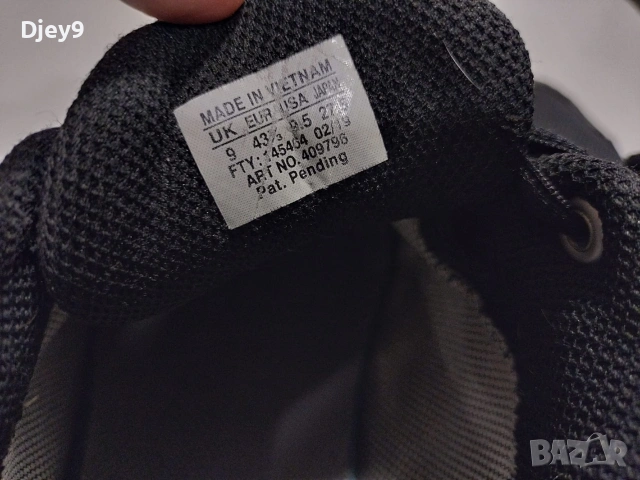 Djey9
MADE IN VIETNAM
UK EUR USA JAPAN
9 43⅓ 9.5 27.5
FTY: 145464 02/19
ART NO. 409796
Pat. Pending
BAZAR